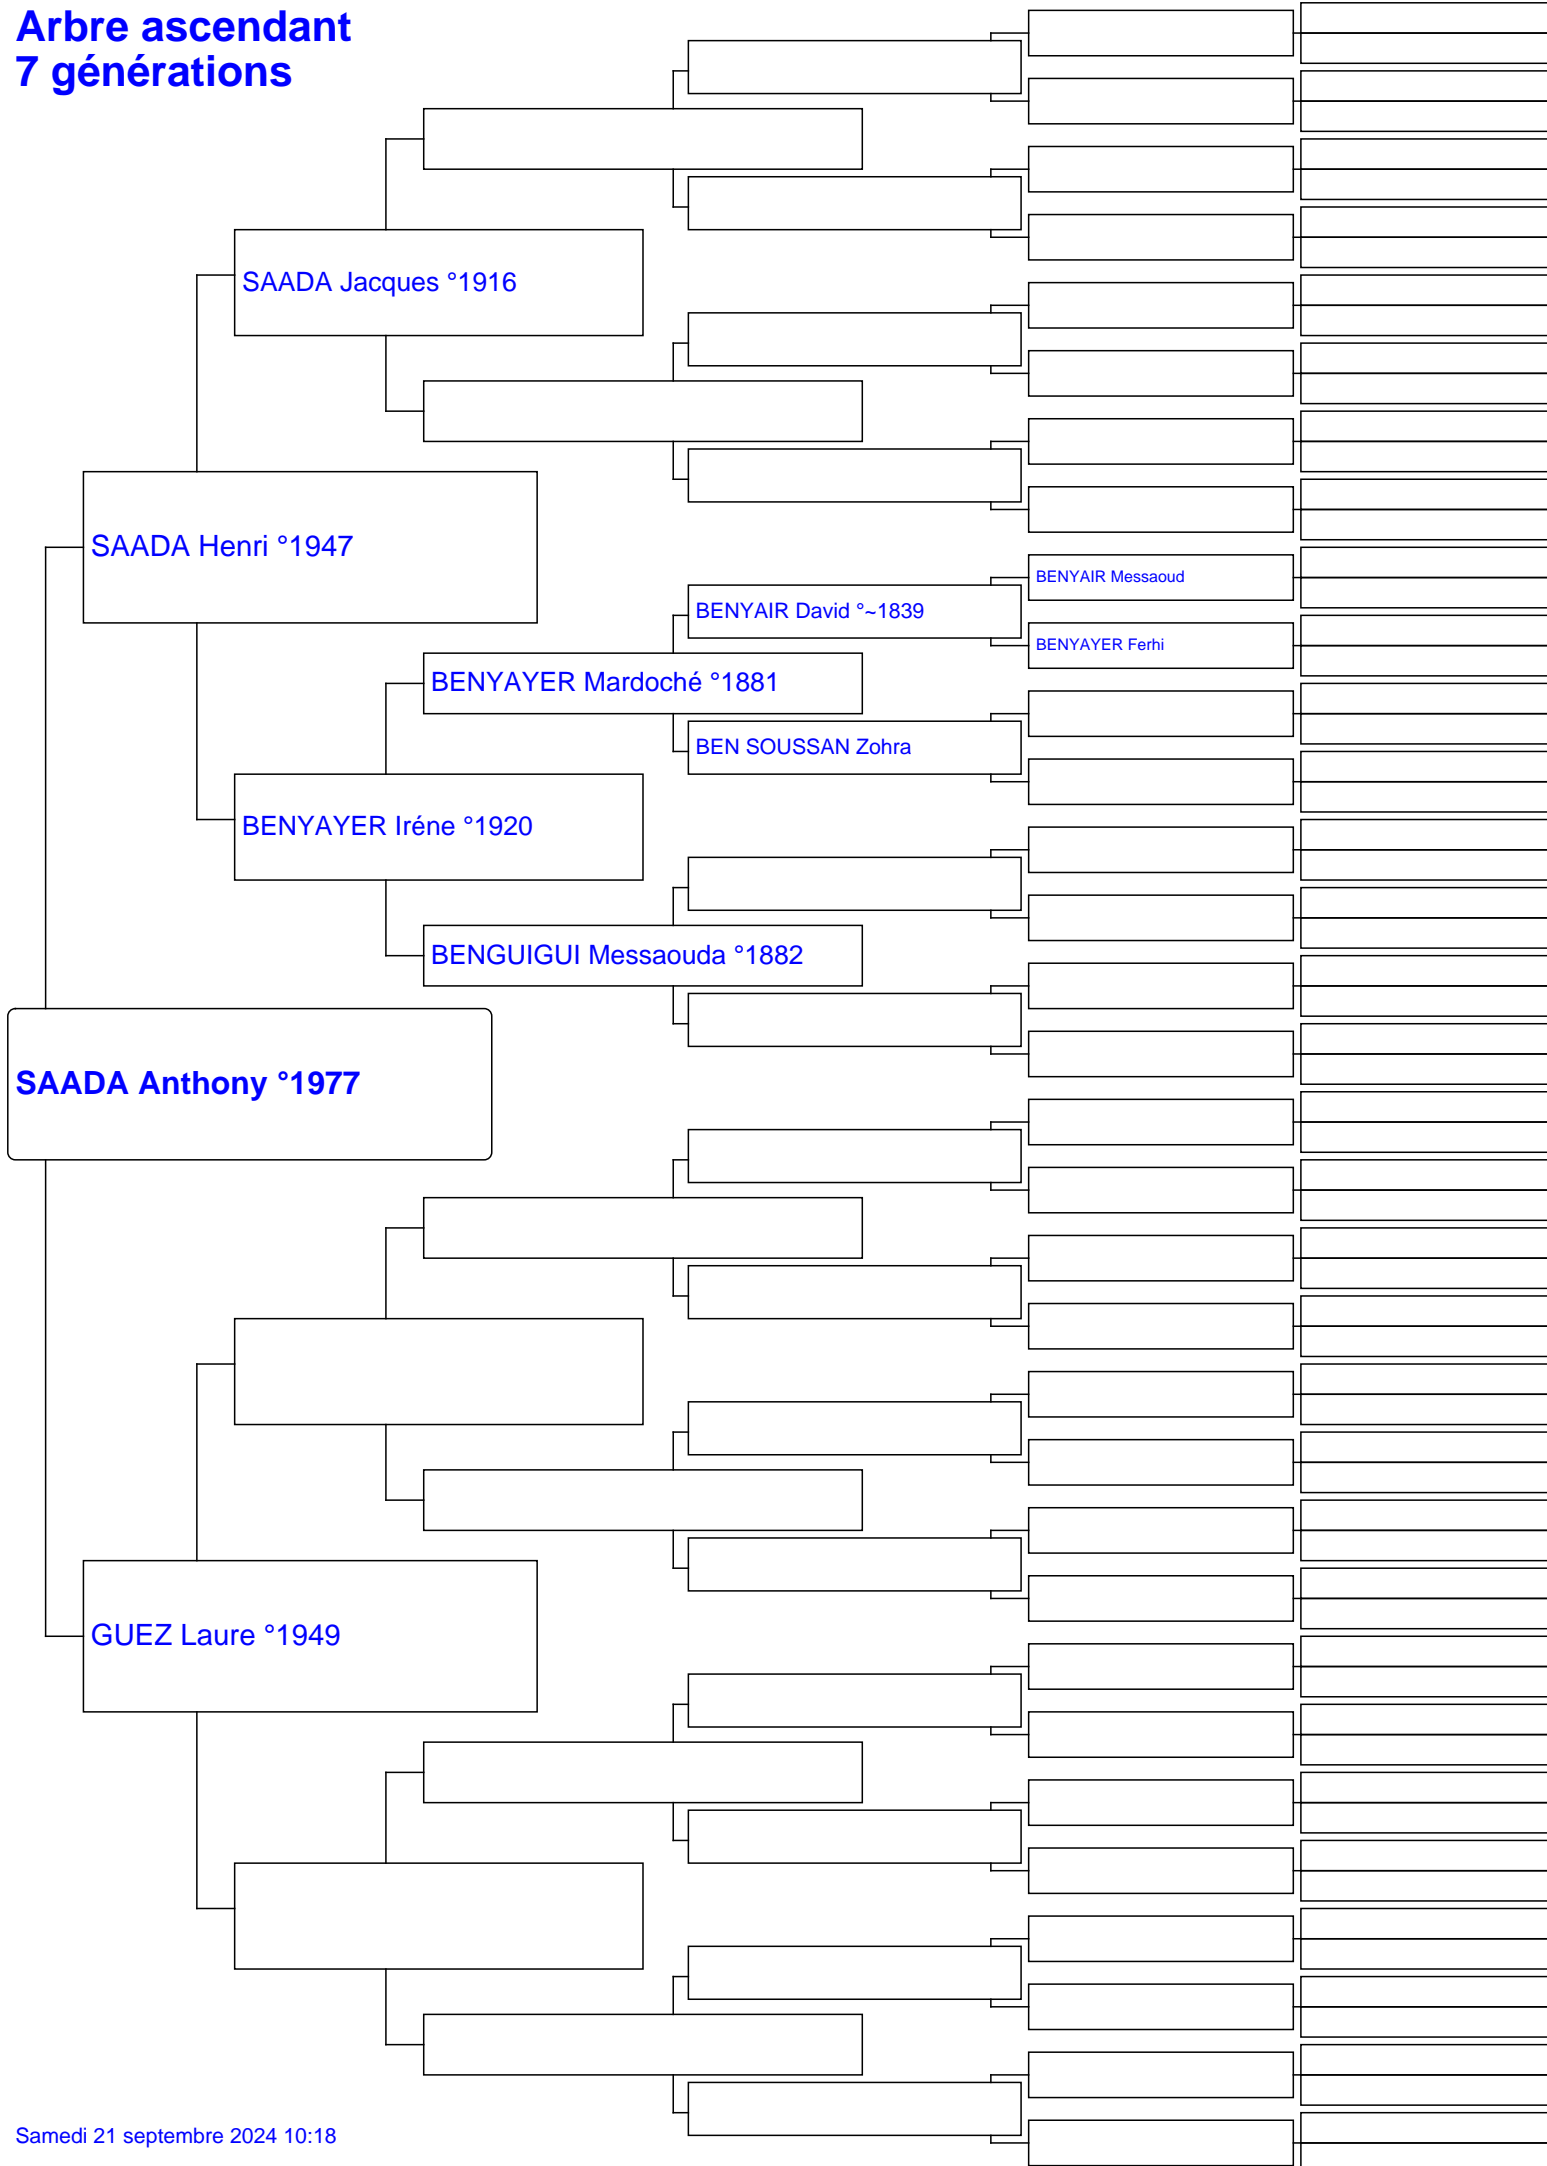 Arbre ascendant
7 générations
SAADA Jacques °1916
SAADA Henri °1947
BENYAIR Messaoud
BENYAIR David °~1839
BENYAYER Ferhi
BENYAYER Mardoché °1881
BEN SOUSSAN Zohra
BENYAYER Iréne °1920
BENGUIGUI Messaouda °1882
SAADA Anthony °1977
GUEZ Laure °1949
Samedi 21 septembre 2024 10:18